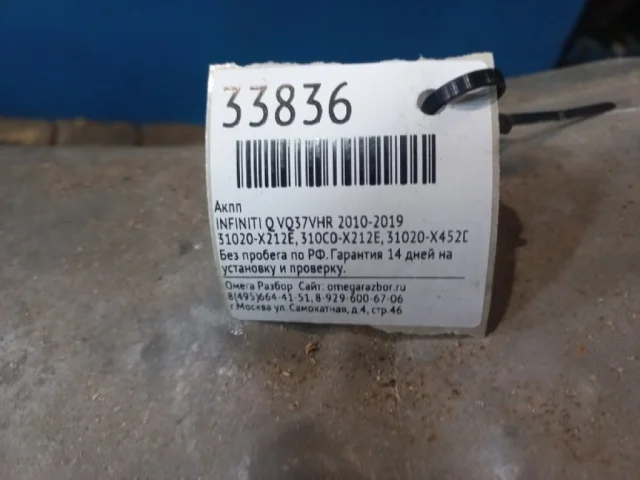 33836
Акпп
INFINITI Q VQ37VHR 2010-2019
31020-X212E, 310C0-X212E, 31020-X452
Без пробега по РФ. Гарантия 14 дней на
установку и проверку.
Омега Разбор Сайт: omegarazbor.ru
8(495)664-41-51, 8-929-600-67-06
г.Москва ул. Самокатная, д.4, стр.46